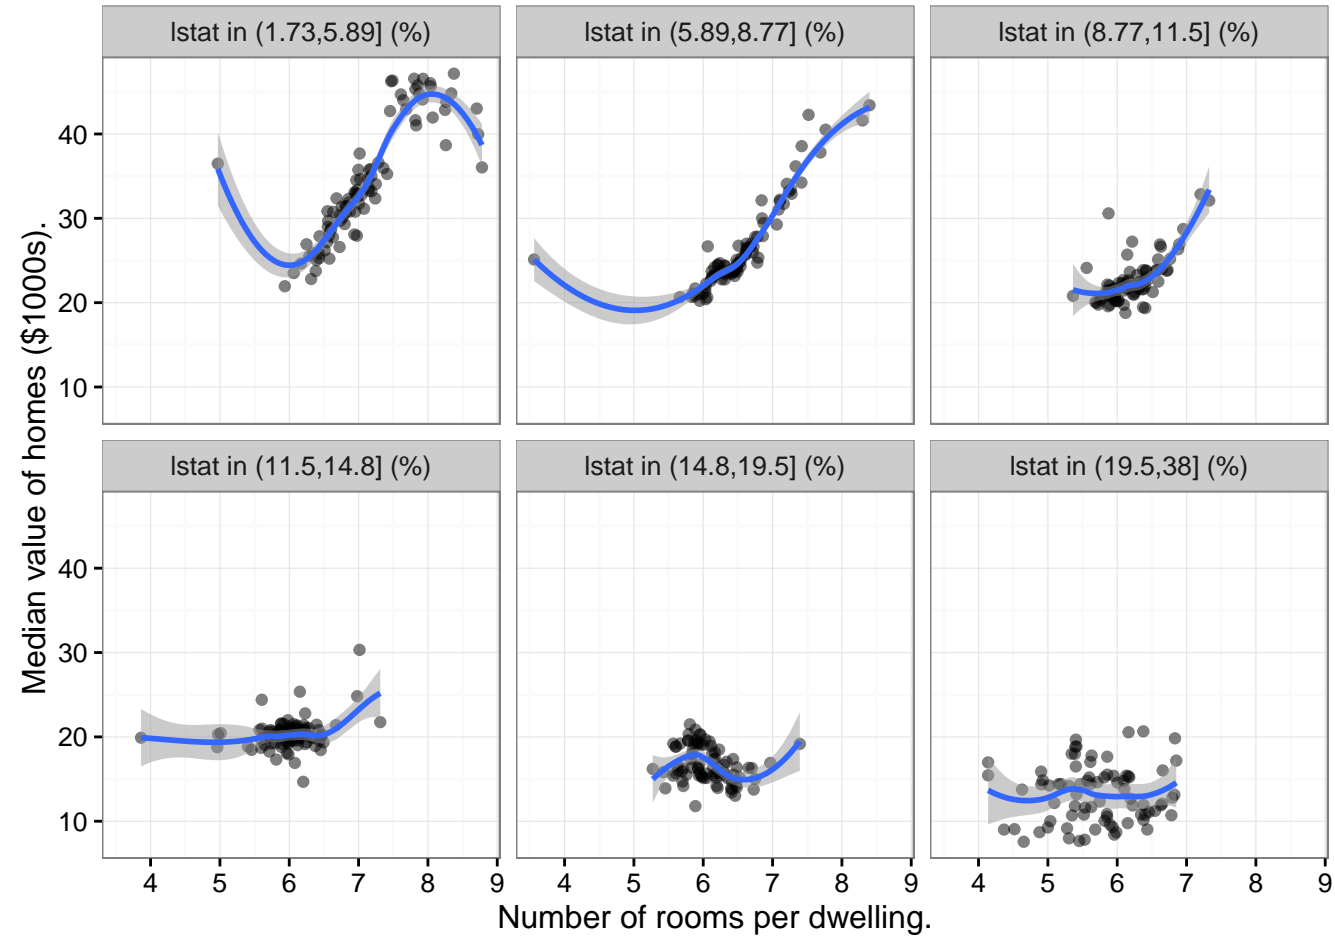 lstat in (1.73,5.89] (%)
lstat in (5.89,8.77] (%)
lstat in (8.77,11.5] (%)
40
30
20
10
lstat in (11.5,14.8] (%)
lstat in (14.8,19.5] (%)
lstat in (19.5,38] (%)
40
30
20
10
4 5 6 7 8 9
4 5 6 7 8 9
4 5 6 7 8 9
Median value of homes ($1000s).
Number of rooms per dwelling.